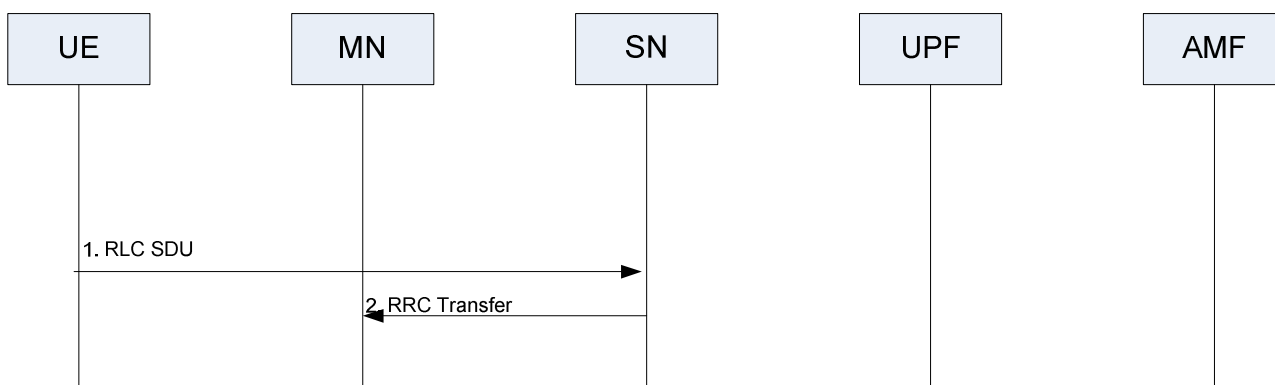 UE
MN
SN
UPF
AMF
1. RLC SDU
2. RRC Transfer